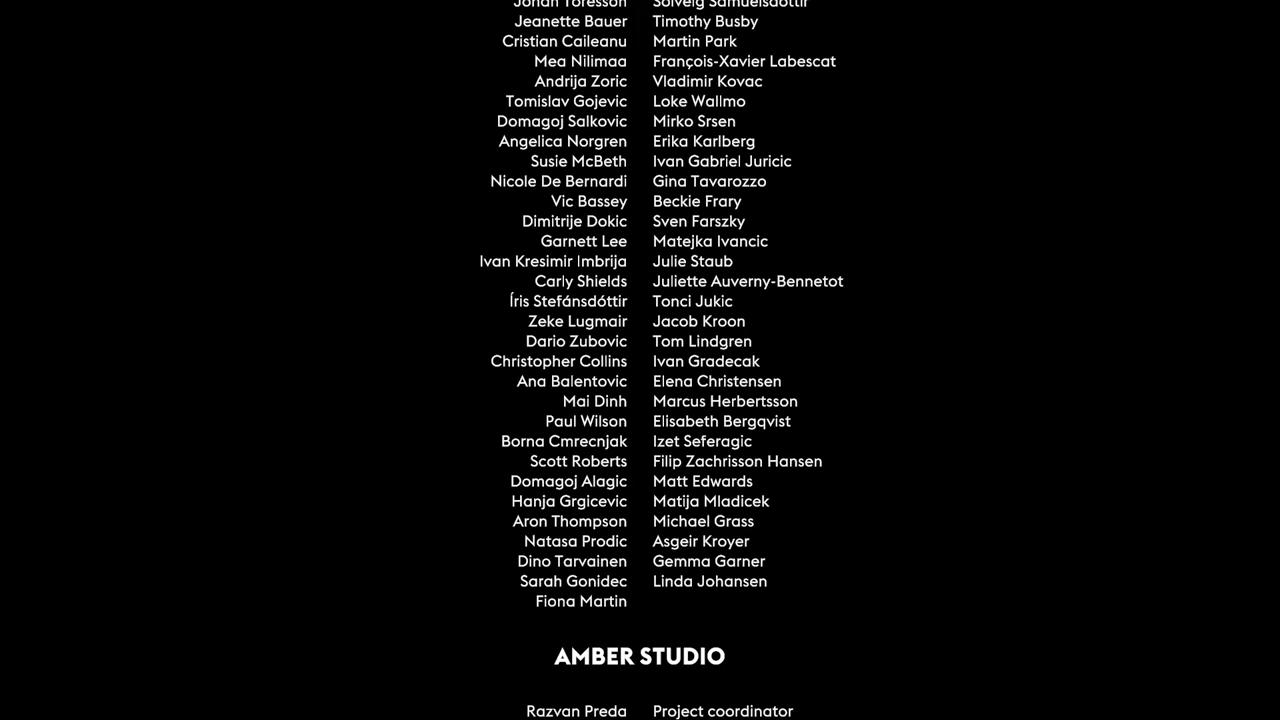 Johan Toresson Solveig Samuelsdóttir
Jeanette Bauer Timothy Busby
Cristian Caileanu Martin Park
Mea Nilimaa François-Xavier Labescat
Andrija Zoric Vladimir Kovac
Tomislav Gojevic Loke Wallmo
Domagoj Salkovic Mirko Srsen
Angelica Norgren Erika Karlberg
Susie McBeth Ivan Gabriel Juricic
Nicole De Bernardi Gina Tavarozzo
Vic Bassey Beckie Frary
Dimitrije Dokic Sven Farszky
Garnett Lee Matejka Ivancic
Ivan Kresimir Imbrija Julie Staub
Carly Shields Juliette Auverny-Bennetot
Íris Stefánsdóttir Tonci Jukic
Zeke Lugmair Jacob Kroon
Dario Zubovic Tom Lindgren
Christopher Collins Ivan Gradecak
Ana Balentovic Elena Christensen
Mai Dinh Marcus Herbertsson
Paul Wilson Elisabeth Bergqvist
Borna Cmrecnjak Izet Seferagic
Scott Roberts Filip Zachrisson Hansen
Domagoj Alagic Matt Edwards
Hanja Grgicevic Matija Mladicek
Aron Thompson Michael Grass
Natasa Prodic Asgeir Kroyer
Dino Tarvainen Gemma Garner
Sarah Gonidec Linda Johansen
Fiona Martin
AMBER STUDIO
Razvan Preda Project coordinator